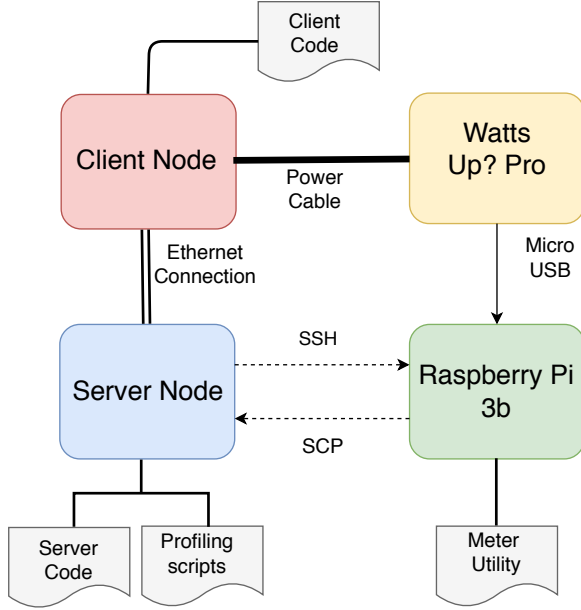 Client
Code
Client Node
Watts
Up? Pro
Power
Cable
Ethernet
Connection
Micro
USB
SSH
Server Node
Raspberry Pi
3b
SCP
Server
Code
Profiling
scripts
Meter
Utility